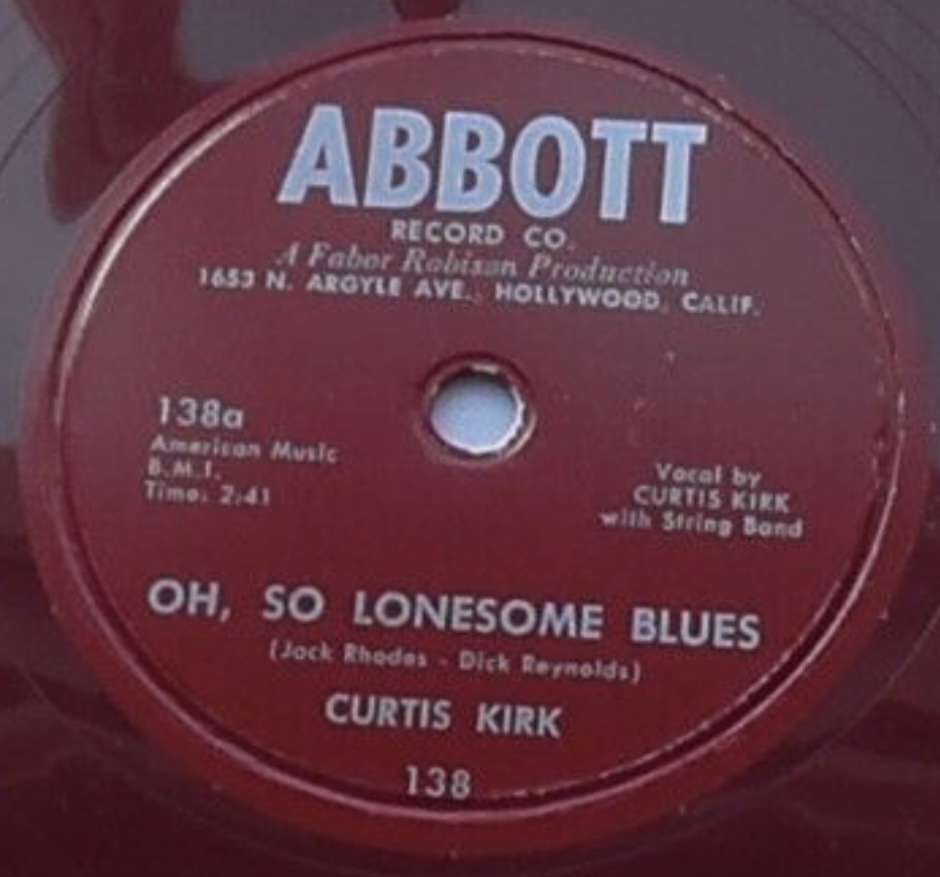 ABBOTT
RECORD CO.
A Fabor Robison Production
1653 N. ARGYLE AVE., HOLLYWOOD, CALIF.
138a
American Music
B.M.I.
Time: 2:41
Vocal by
CURTIS KIRK
with String Band
OH, SO LONESOME BLUES
(Jack Rhodes - Dick Reynolds)
CURTIS KIRK
138